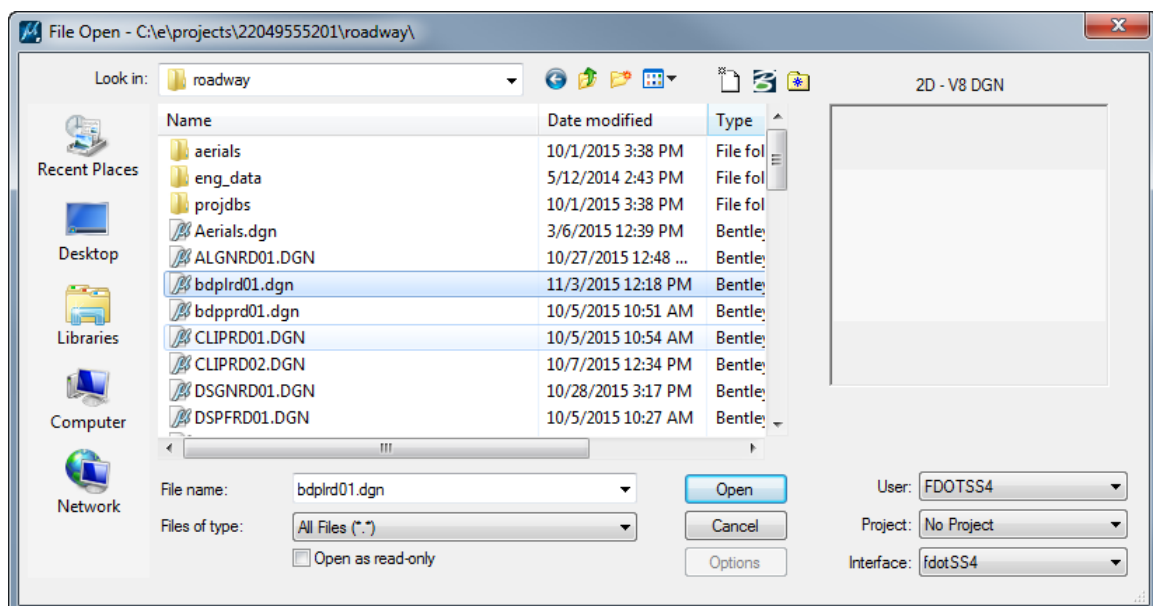 File Open - C:\e\projects\22049555201\roadway\
Look in: roadway
2D - V8 DGN
Name Date modified Type
aerials 10/1/2015 3:38 PM File fol
eng_data 5/12/2014 2:43 PM File fol
projdbs 10/1/2015 3:38 PM File fol
Aerials.dgn 3/6/2015 12:39 PM Bentley
ALGNRD01.DGN 10/27/2015 12:48 ... Bentley
bdplrd01.dgn 11/3/2015 12:18 PM Bentley
bdpprd01.dgn 10/5/2015 10:51 AM Bentley
CLIPRD01.DGN 10/5/2015 10:54 AM Bentley
CLIPRD02.DGN 10/7/2015 12:34 PM Bentley
DSGNRD01.DGN 10/28/2015 3:17 PM Bentley
DSPFRD01.DGN 10/5/2015 10:27 AM Bentley
Recent Places
Desktop
Libraries
Computer
Network
File name: bdplrd01.dgn Open
Files of type: All Files (*.*) Cancel
Open as read-only Options
User: FDOTSS4
Project: No Project
Interface: fdotSS4